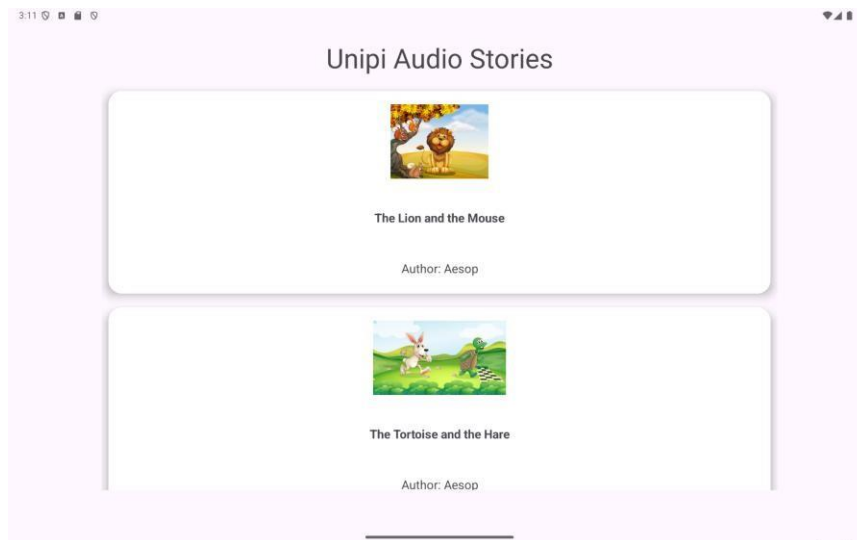 3:11
Unipi Audio Stories
The Lion and the Mouse
Author: Aesop
The Tortoise and the Hare
Author: Aesop